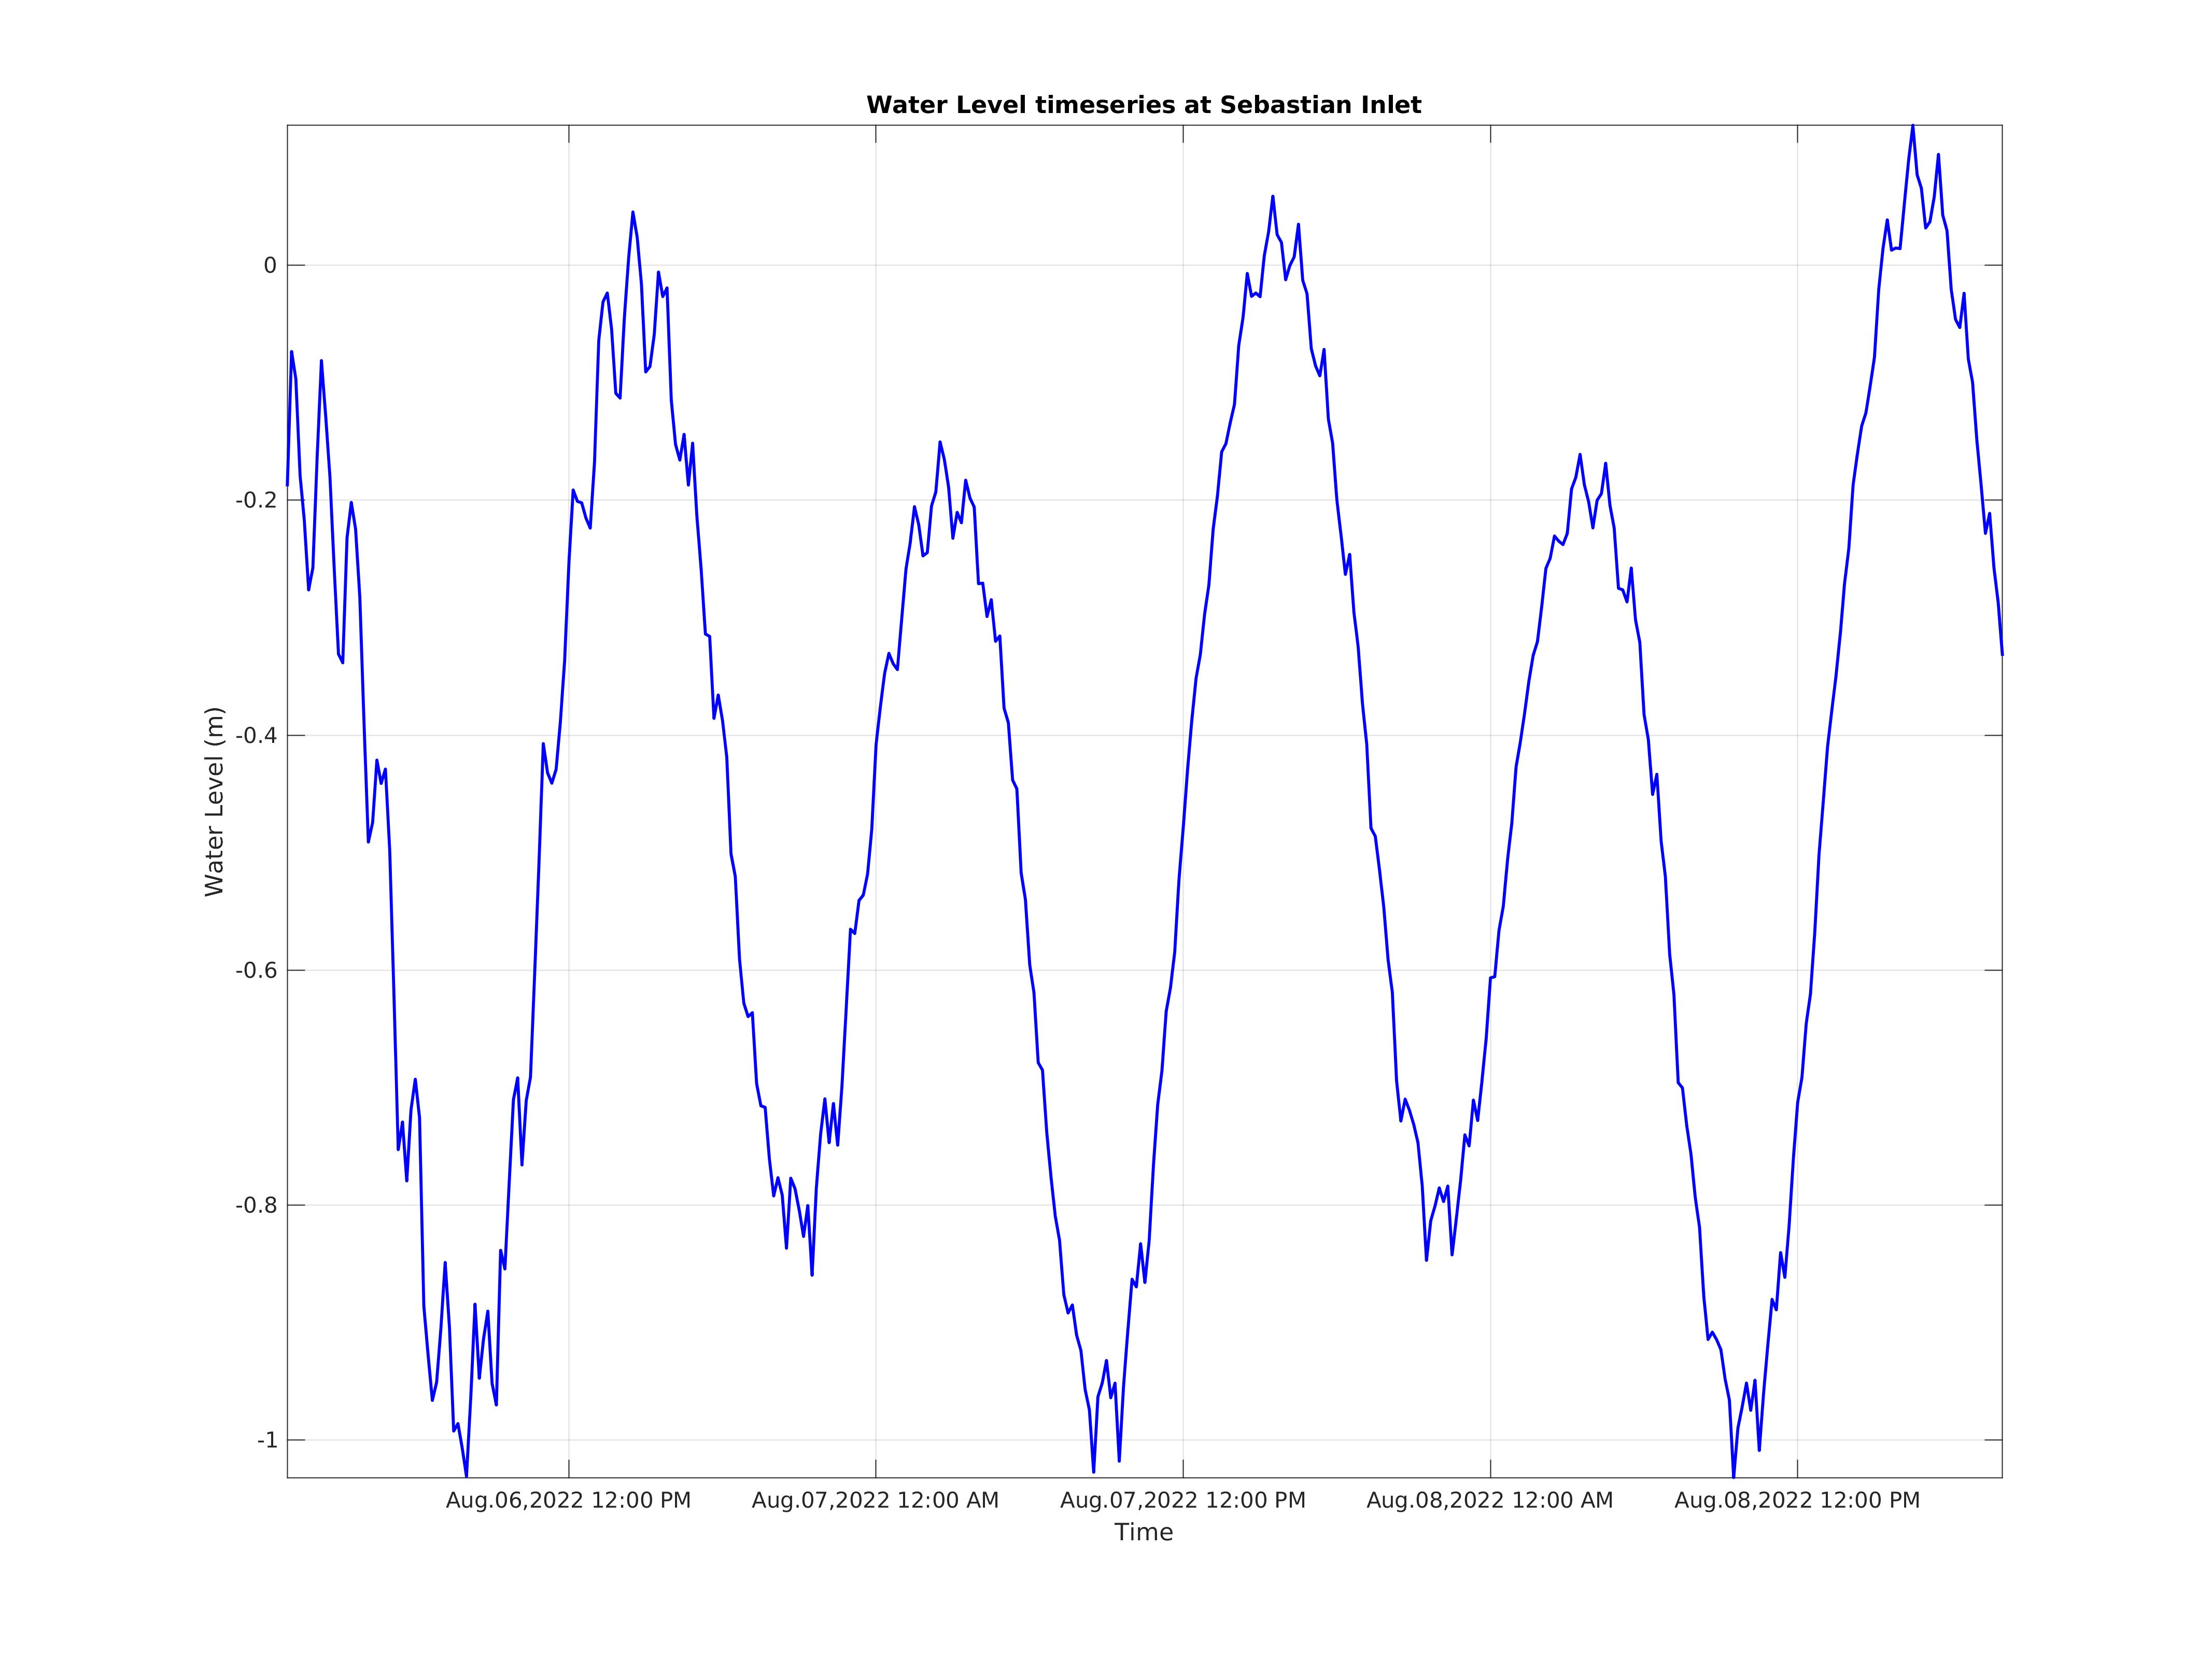 Water Level timeseries at Sebastian Inlet
0
-0.2
-0.4
-0.6
-0.8
-1
Water Level (m)
Aug.06,2022 12:00 PM
Aug.07,2022 12:00 AM
Aug.07,2022 12:00 PM
Aug.08,2022 12:00 AM
Aug.08,2022 12:00 PM
Time